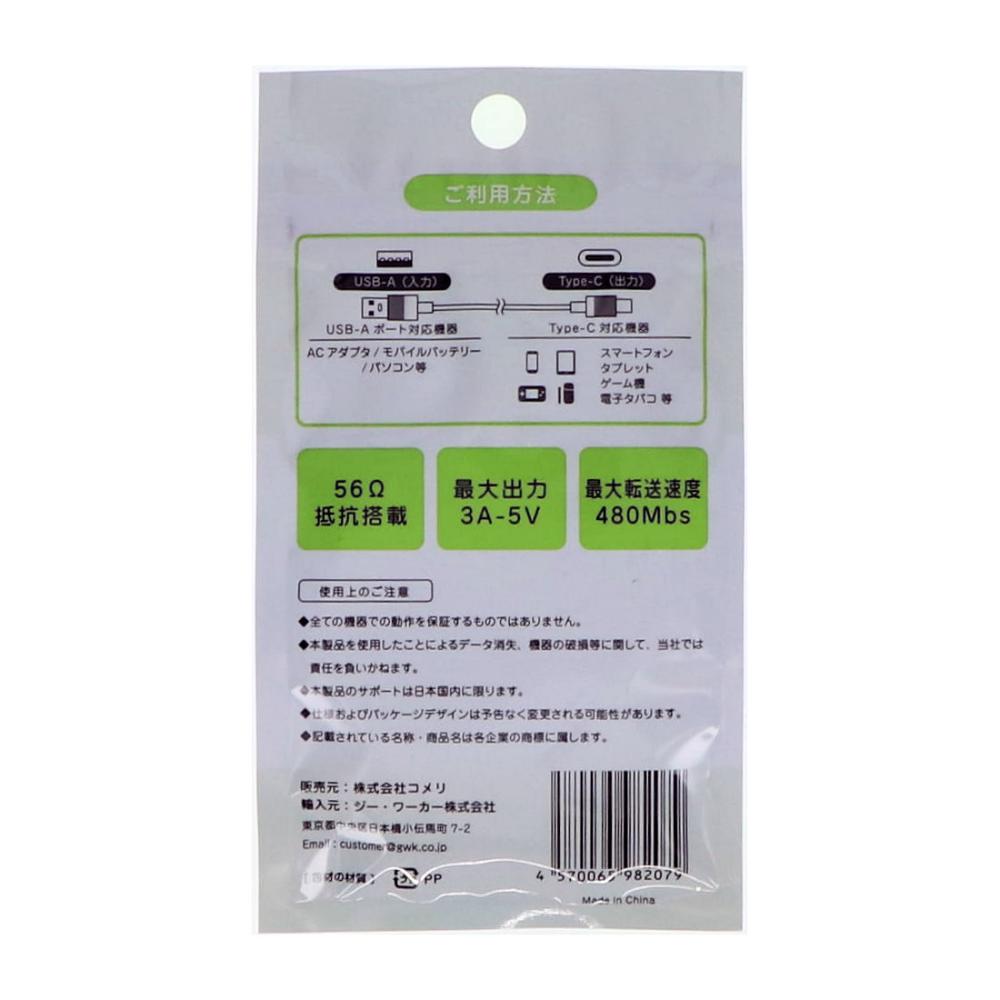 ご利用方法
USB-A（入力）
Type-C（出力）
USB-A ポート対応機器
Type-C 対応機器
ACアダプタ / モバイルバッテリー
/ パソコン等
スマートフォン
タブレット
ゲーム機
電子タバコ 等
56Ω
抵抗搭載
最大出力
3A-5V
最大転送速度
480Mbs
使用上のご注意
◆全ての機器での動作を保証するものではありません。
◆本製品を使用したことによるデータ消失、機器の破損等に関して、当社では
責任を負いかねます。
◆本製品のサポートは日本国内に限ります。
◆仕様およびパッケージデザインは予告なく変更される可能性があります。
◆記載されている名称・商品名は各企業の商標に属します。
販売元：株式会社コメリ
輸入元：ジー・ワーカー株式会社
東京都中央区日本橋小伝馬町 7-2
Email：customer@gwk.co.jp
[包材の材質] プラ PP
4 570065 982079
Made in China